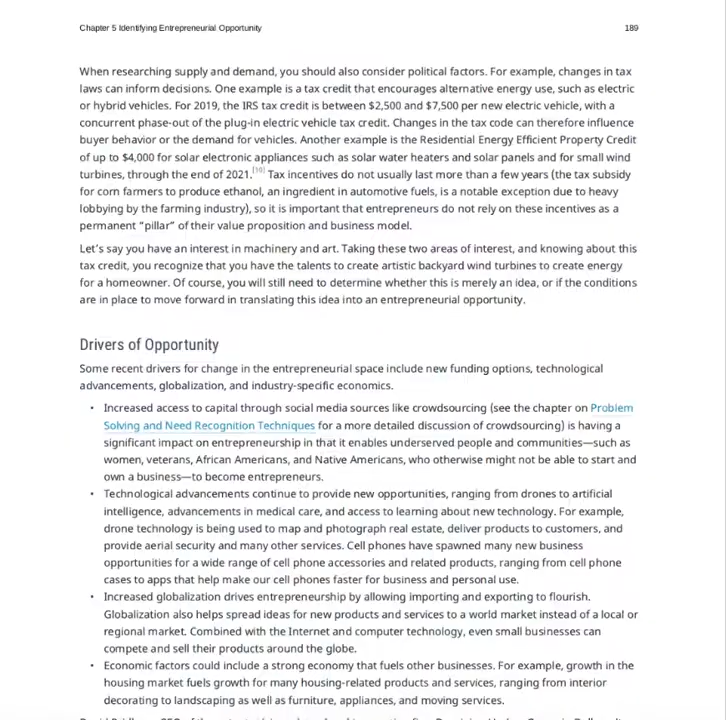 Chapter 5 Identifying Entrepreneurial Opportunity 189
When researching supply and demand, you should also consider political factors. For example, changes in tax
laws can inform decisions. One example is a tax credit that encourages alternative energy use, such as electric
or hybrid vehicles. For 2019, the IRS tax credit is between $2,500 and $7,500 per new electric vehicle, with a
concurrent phase-out of the plug-in electric vehicle tax credit. Changes in the tax code can therefore influence
buyer behavior or the demand for vehicles. Another example is the Residential Energy Efficient Property Credit
of up to $4,000 for solar electronic appliances such as solar water heaters and solar panels and for small wind
turbines, through the end of 2021.[10] Tax incentives do not usually last more than a few years (the tax subsidy
for corn farmers to produce ethanol, an ingredient in automotive fuels, is a notable exception due to heavy
lobbying by the farming industry), so it is important that entrepreneurs do not rely on these incentives as a
permanent “pillar” of their value proposition and business model.
Let’s say you have an interest in machinery and art. Taking these two areas of interest, and knowing about this
tax credit, you recognize that you have the talents to create artistic backyard wind turbines to create energy
for a homeowner. Of course, you will still need to determine whether this is merely an idea, or if the conditions
are in place to move forward in translating this idea into an entrepreneurial opportunity.
Drivers of Opportunity
Some recent drivers for change in the entrepreneurial space include new funding options, technological
advancements, globalization, and industry-specific economics.
• Increased access to capital through social media sources like crowdsourcing (see the chapter on Problem
Solving and Need Recognition Techniques for a more detailed discussion of crowdsourcing) is having a
significant impact on entrepreneurship in that it enables underserved people and communities—such as
women, veterans, African Americans, and Native Americans, who otherwise might not be able to start and
own a business—to become entrepreneurs.
• Technological advancements continue to provide new opportunities, ranging from drones to artificial
intelligence, advancements in medical care, and access to learning about new technology. For example,
drone technology is being used to map and photograph real estate, deliver products to customers, and
provide aerial security and many other services. Cell phones have spawned many new business
opportunities for a wide range of cell phone accessories and related products, ranging from cell phone
cases to apps that help make our cell phones faster for business and personal use.
• Increased globalization drives entrepreneurship by allowing importing and exporting to flourish.
Globalization also helps spread ideas for new products and services to a world market instead of a local or
regional market. Combined with the Internet and computer technology, even small businesses can
compete and sell their products around the globe.
• Economic factors could include a strong economy that fuels other businesses. For example, growth in the
housing market fuels growth for many housing-related products and services, ranging from interior
decorating to landscaping as well as furniture, appliances, and moving services.